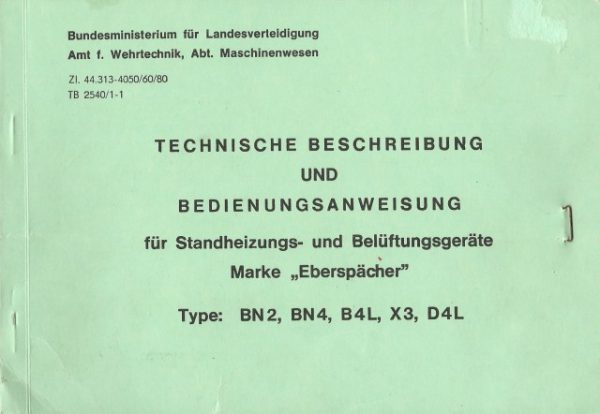 Bundesministerium für Landesverteidigung
Amt f. Wehrtechnik, Abt. Maschinenwesen
Zl. 44.313-4050/60/80
TB 2540/1-1
TECHNISCHE BESCHREIBUNG
UND
BEDIENUNGSANWEISUNG
für Standheizungs- und Belüftungsgeräte
Marke „Eberspächer”
Type: BN2, BN4, B4L, X3, D4L